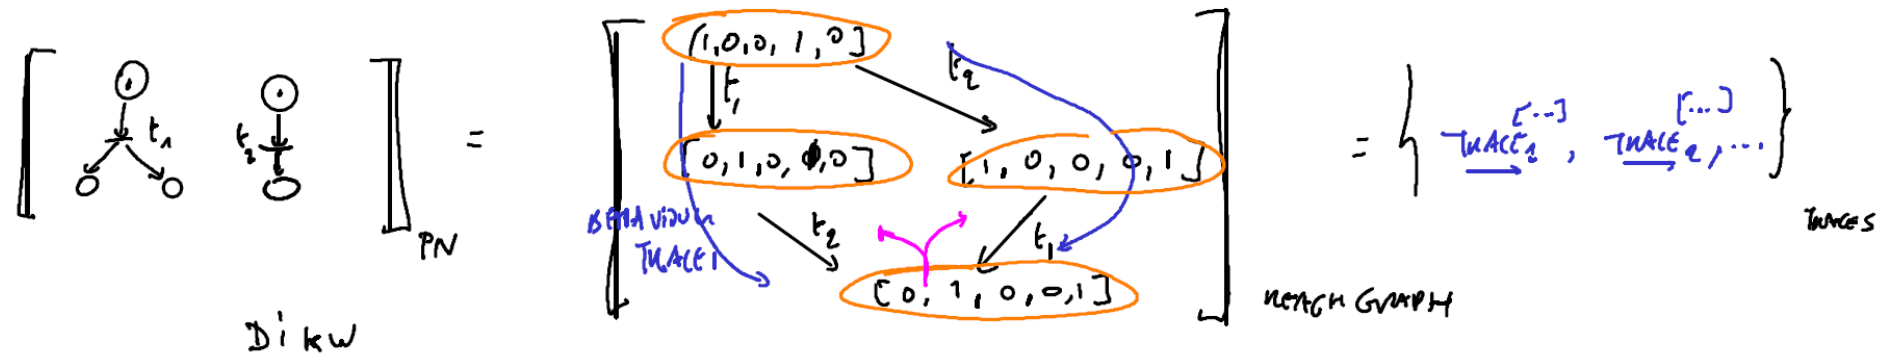 [1,0,0,1,0]
t1
t2
[...]
[...]
t1
t2
=
[0,1,0,0,0]
[1,0,0,0,1]
= { TRACE1, TRACE2, ... }
BEHAVIOUR
TRACE1
t2
t1
TRACES
PN
[0,1,0,0,1]
REACH GRAPH
DIKW